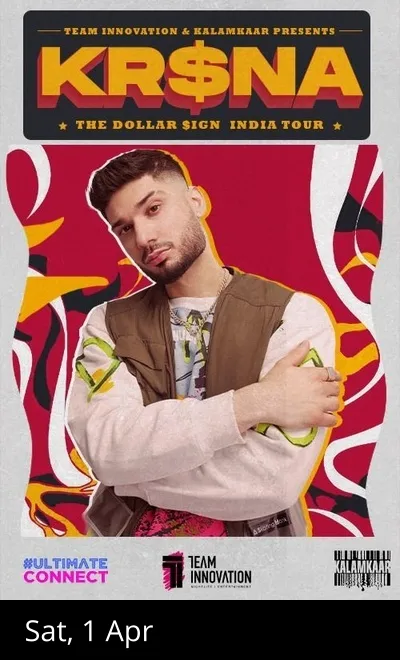 TEAM INNOVATION & KALAMKAAR PRESENTS
KR$NA
★ THE DOLLAR $IGN INDIA TOUR ★
#ULTIMATE
CONNECT
TEAM
INNOVATION
KALAMKAAR
Sat, 1 Apr